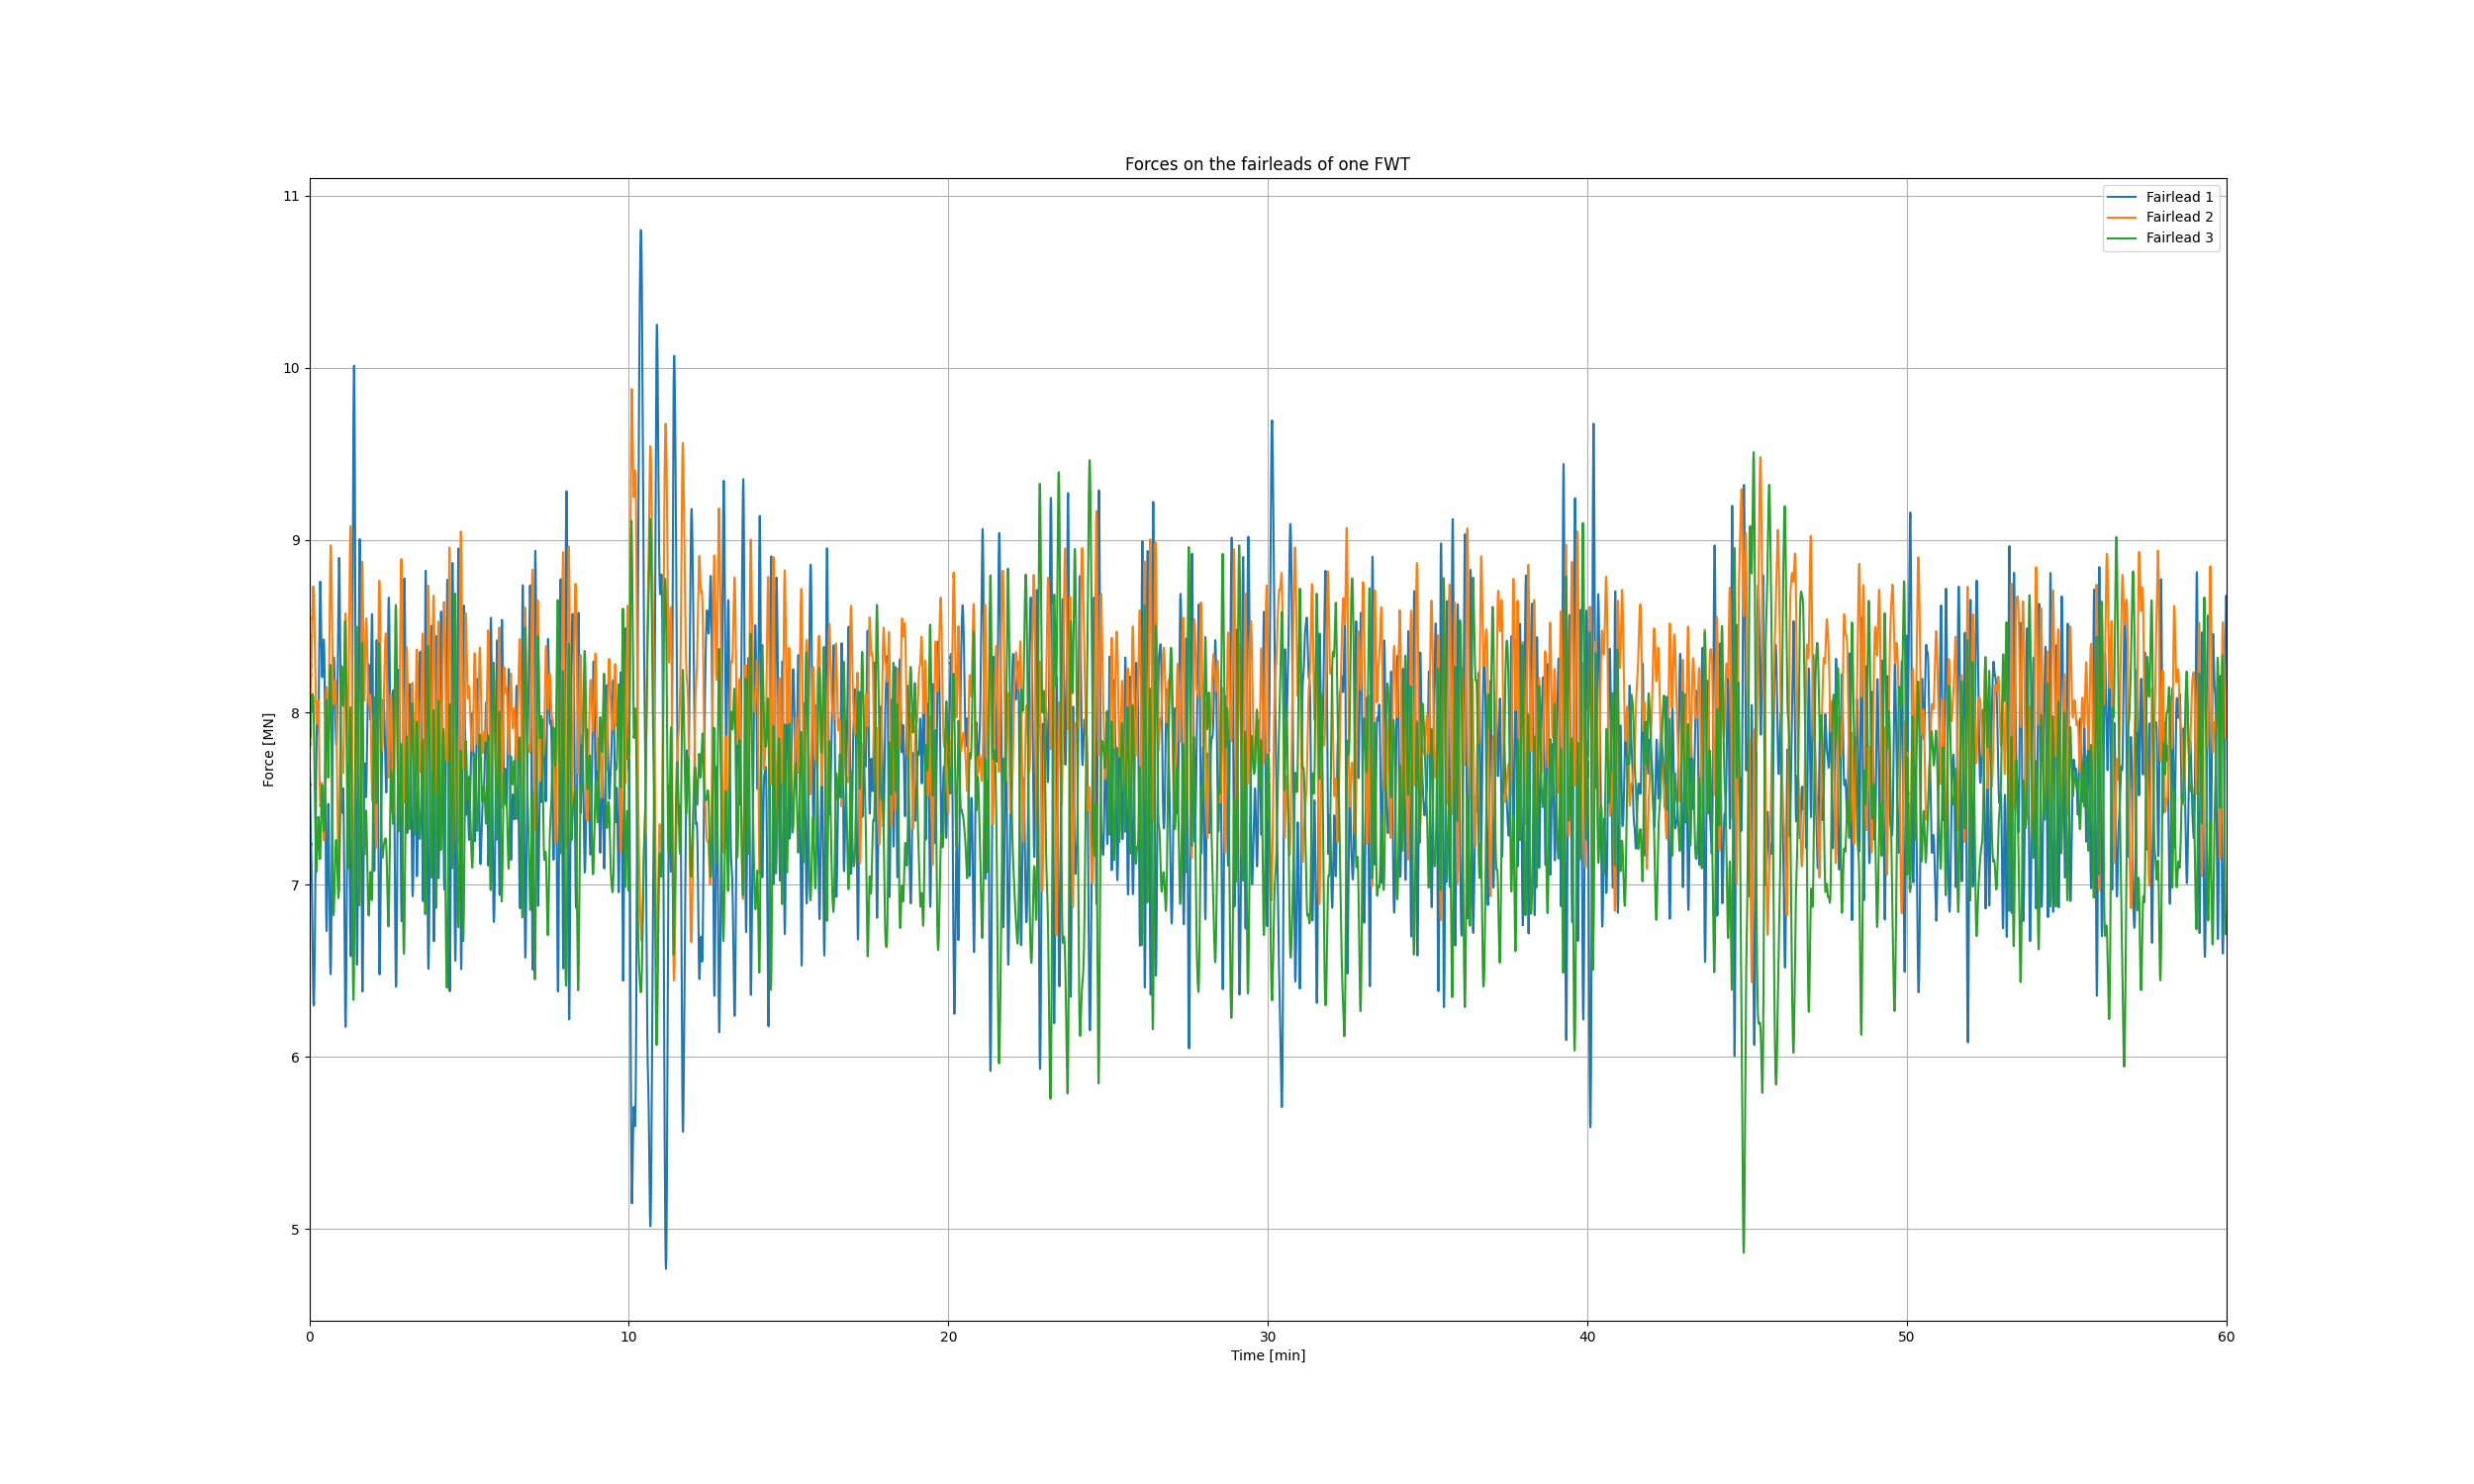 Forces on the fairleads of one FWT
Fairlead 1
Fairlead 2
Fairlead 3
Force [MN]
11
10
9
8
7
6
5
0 10 20 30 40 50 60
Time [min]